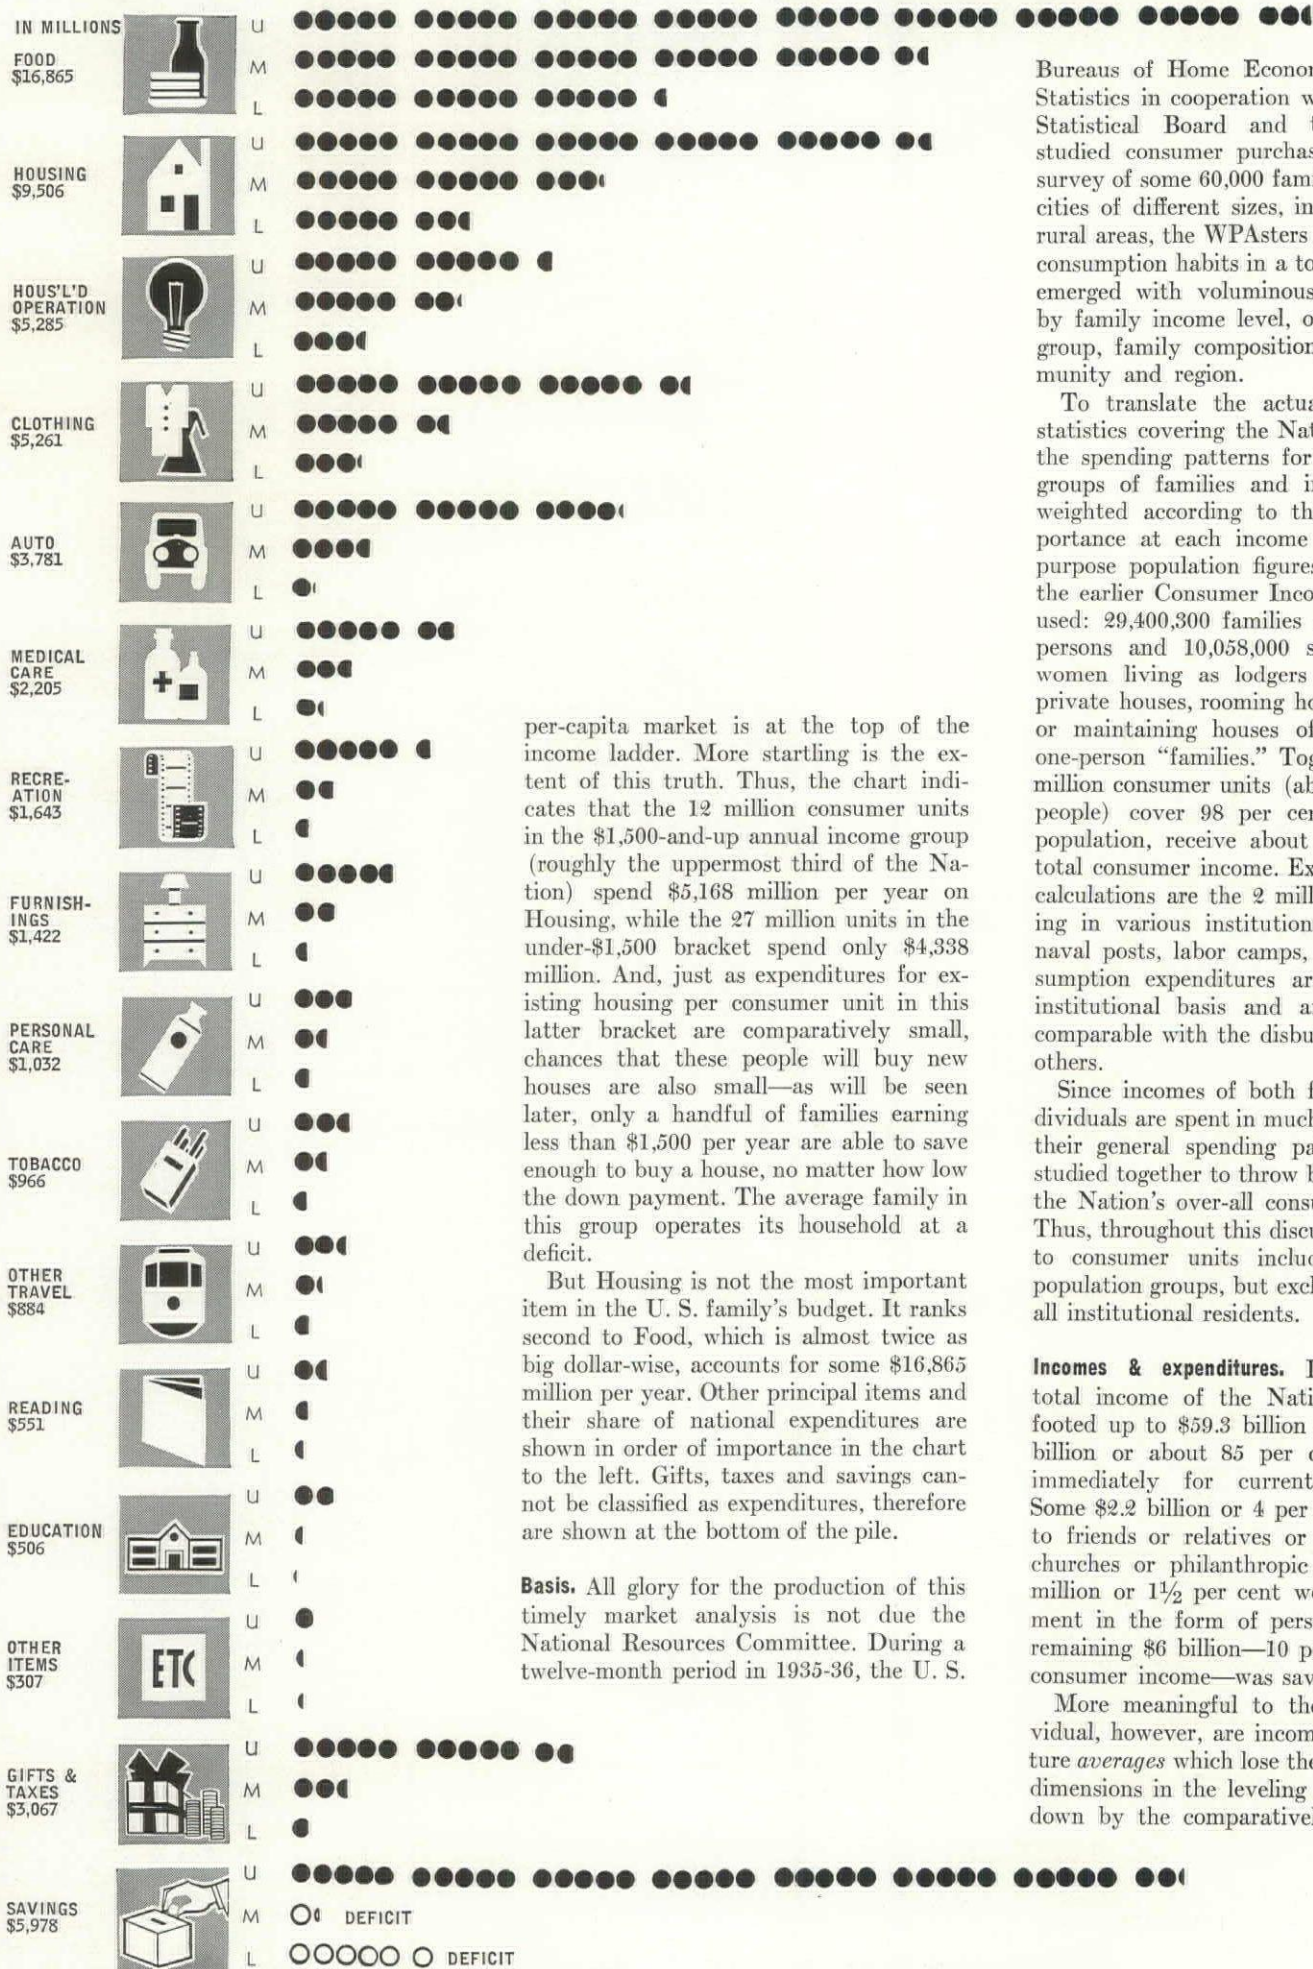 IN MILLIONS
U
FOOD
$16,865
M
L
HOUSING
$9,506
U
M
L
HOUS'L'D
OPERATION
$5,285
U
M
L
CLOTHING
$5,261
U
M
L
AUTO
$3,781
U
M
L
MEDICAL
CARE
$2,205
U
M
L
RECRE-
ATION
$1,643
U
M
L
FURNISH-
INGS
$1,422
U
M
L
PERSONAL
CARE
$1,032
U
M
L
TOBACCO
$966
U
M
L
OTHER
TRAVEL
$884
U
M
L
READING
$551
U
M
L
EDUCATION
$506
U
M
L
OTHER
ITEMS
$307
ETC
U
M
L
GIFTS &
TAXES
$3,067
U
M
L
SAVINGS
$5,978
U
M
DEFICIT
L
DEFICIT
per-capita market is at the top of the
income ladder. More startling is the ex-
tent of this truth. Thus, the chart indi-
cates that the 12 million consumer units
in the $1,500-and-up annual income group
(roughly the uppermost third of the Na-
tion) spend $5,168 million per year on
Housing, while the 27 million units in the
under-$1,500 bracket spend only $4,338
million. And, just as expenditures for ex-
isting housing per consumer unit in this
latter bracket are comparatively small,
chances that these people will buy new
houses are also small—as will be seen
later, only a handful of families earning
less than $1,500 per year are able to save
enough to buy a house, no matter how low
the down payment. The average family in
this group operates its household at a
deficit.
But Housing is not the most important
item in the U. S. family's budget. It ranks
second to Food, which is almost twice as
big dollar-wise, accounts for some $16,865
million per year. Other principal items and
their share of national expenditures are
shown in order of importance in the chart
to the left. Gifts, taxes and savings can-
not be classified as expenditures, therefore
are shown at the bottom of the pile.
Basis. All glory for the production of this
timely market analysis is not due the
National Resources Committee. During a
twelve-month period in 1935-36, the U. S.
Bureaus of Home Econo
Statistics in cooperation w
Statistical Board and t
studied consumer purchas
survey of some 60,000 fam
cities of different sizes, in
rural areas, the WPAsters
consumption habits in a to
emerged with voluminous
by family income level, o
group, family composition
munity and region.
To translate the actua
statistics covering the Nat
the spending patterns for
groups of families and i
weighted according to th
portance at each income
purpose population figures
the earlier Consumer Inco
used: 29,400,300 families
persons and 10,058,000 s
women living as lodgers
private houses, rooming ho
or maintaining houses of
one-person "families." Tog
million consumer units (ab
people) cover 98 per cen
population, receive about
total consumer income. Ex
calculations are the 2 mill
ing in various institution
naval posts, labor camps,
sumption expenditures ar
institutional basis and a
comparable with the disbu
others.
Since incomes of both f
dividuals are spent in much
their general spending pa
studied together to throw b
the Nation's over-all consu
Thus, throughout this discu
to consumer units includ
population groups, but excl
all institutional residents.
Incomes & expenditures. I
total income of the Nati
footed up to $59.3 billion
billion or about 85 per c
immediately for current
Some $2.2 billion or 4 per
to friends or relatives or
churches or philanthropic
million or 1½ per cent w
ment in the form of pers
remaining $6 billion—10 p
consumer income—was sav
More meaningful to the
vidual, however, are incom
ture averages which lose the
dimensions in the leveling
down by the comparativel